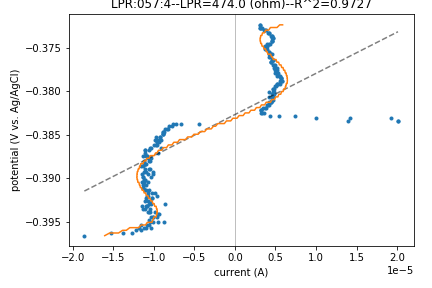 LPR:057:4--LPR=474.0 (ohm)--R^2=0.9727
potential (V vs. Ag/AgCl)
−0.375
−0.380
−0.385
−0.390
−0.395
−2.0 −1.5 −1.0 −0.5 0.0 0.5 1.0 1.5 2.0
1e−5
current (A)